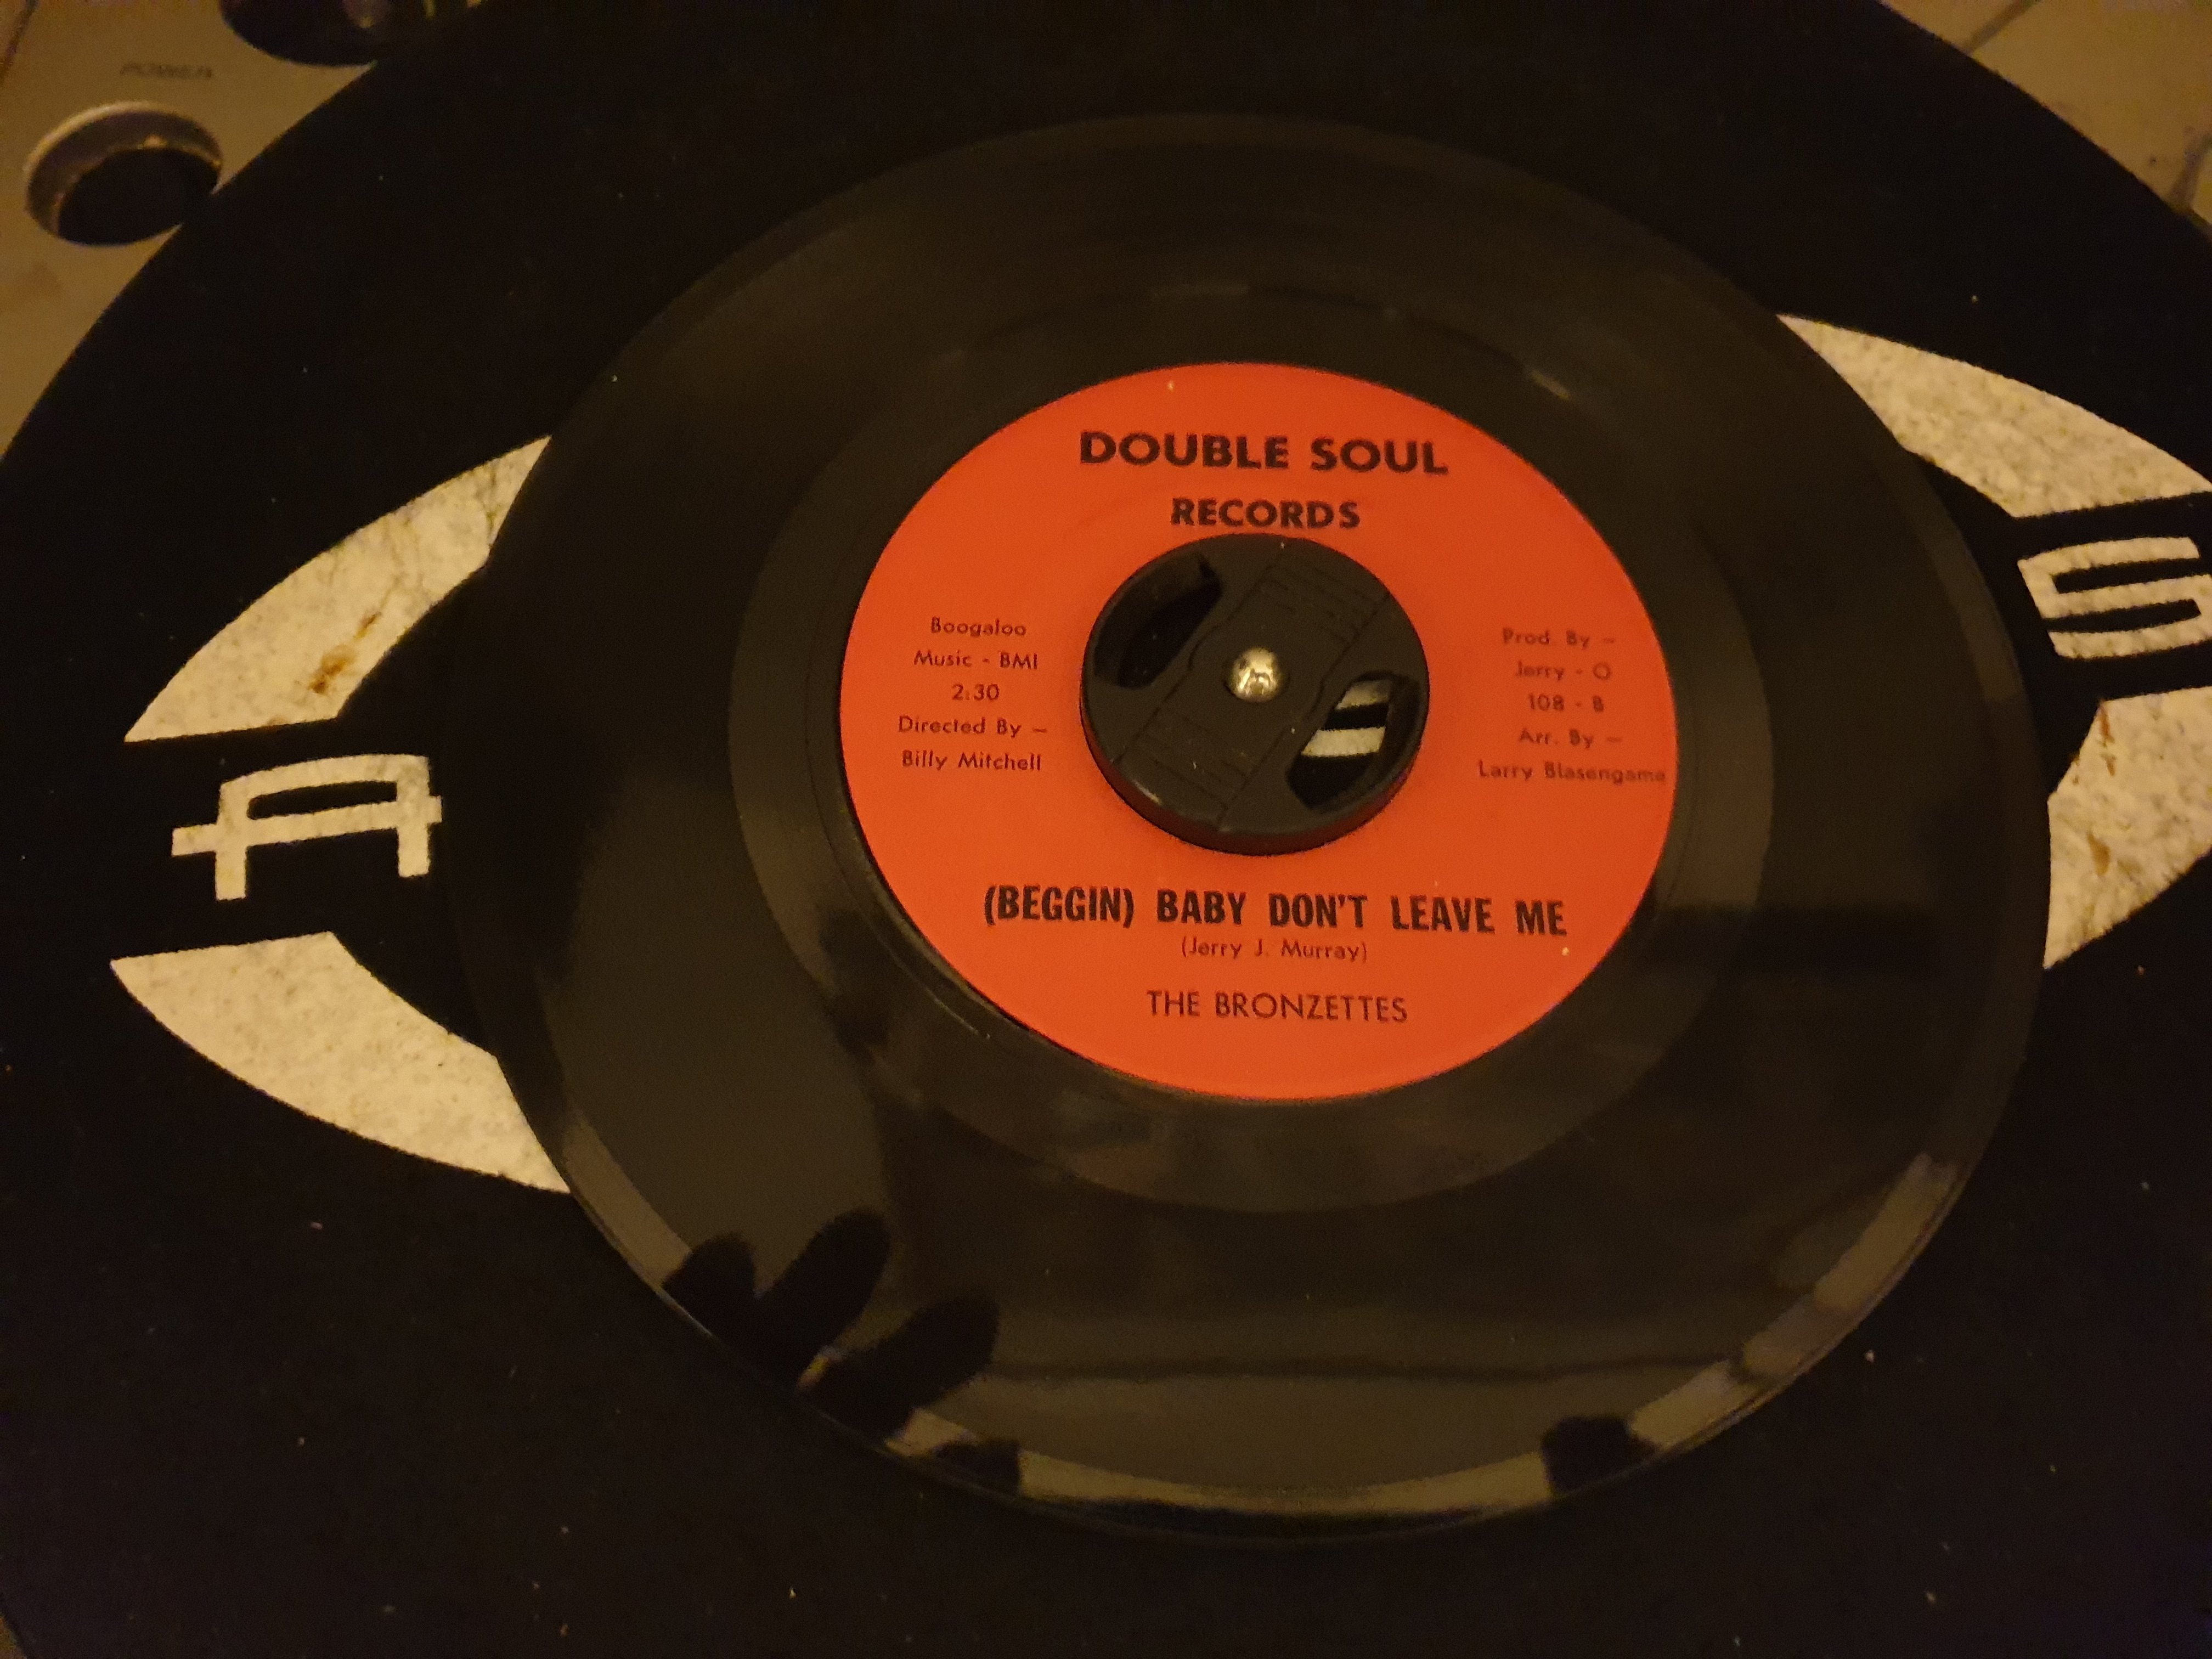 POWER
DOUBLE SOUL
RECORDS
Boogaloo
Music - BMI
2:30
Directed By —
Billy Mitchell
Prod. By —
Jerry - O
108 - B
Arr. By —
Larry Blasengame
(BEGGIN) BABY DON'T LEAVE ME
(Jerry J. Murray)
THE BRONZETTES
A
S